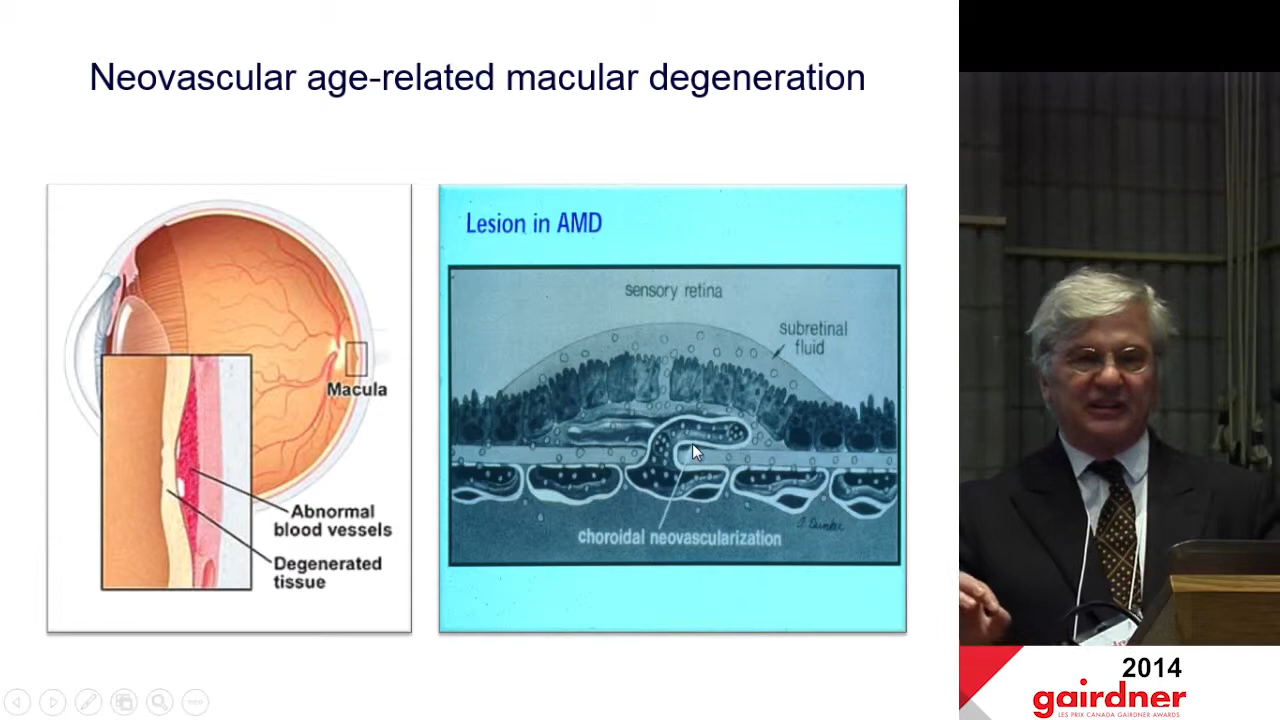 Neovascular age-related macular degeneration
Macula
Abnormal
blood vessels
Degenerated
tissue
Lesion in AMD
sensory retina
subretinal
fluid
choroidal neovascularization
2014
gairdner
LES PRIX CANADA GAIRDNER AWARDS